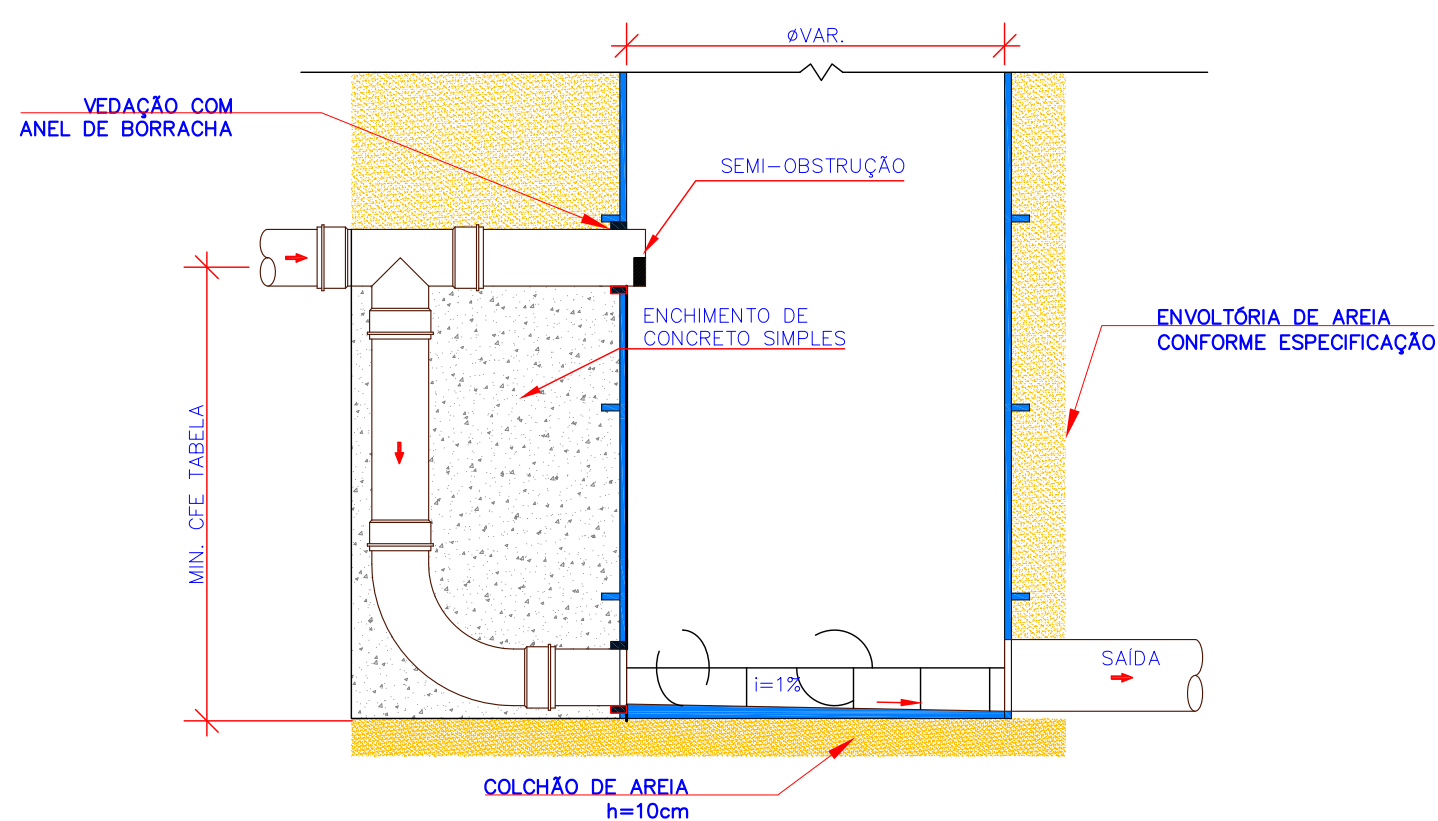 øVAR.
VEDAÇÃO COM
ANEL DE BORRACHA
SEMI-OBSTRUÇÃO
ENCHIMENTO DE
CONCRETO SIMPLES
ENVOLTÓRIA DE AREIA
CONFORME ESPECIFICAÇÃO
MIN. CFE TABELA
SAÍDA
i=1%
COLCHÃO DE AREIA
h=10cm